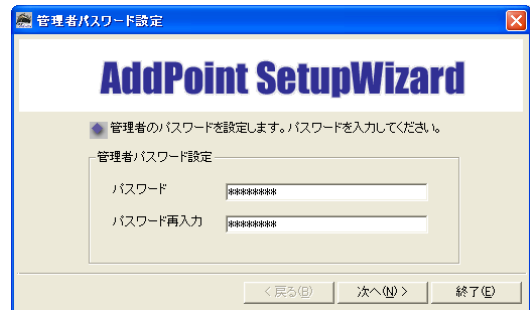 管理者パスワード設定
AddPoint SetupWizard
管理者のパスワードを設定します。パスワードを入力してください。
管理者パスワード設定
パスワード ********
パスワード再入力 ********
< 戻る(B) 次へ(N) > 終了(E)